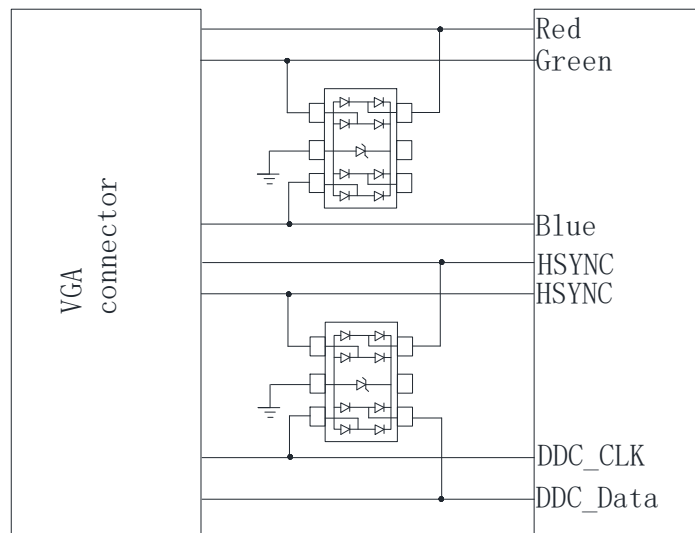 Red
Green
VGA
connector
Blue
HSYNC
HSYNC
DDC_CLK
DDC_Data